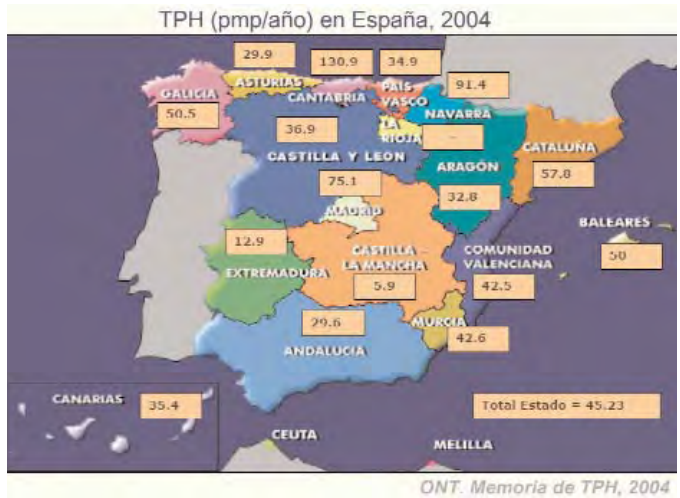 TPH (pmp/año) en España, 2004
29.9
130.9
34.9
ASTURIAS
91.4
GALICIA
CANTABRIA
PAÍS
VASCO
NAVARRA
50.5
36.9
LA
RIOJA
-
CATALUÑA
CASTILLA Y LEON
ARAGÓN
57.8
75.1
32.8
MADRID
BALEARES
12.9
CASTILLA -
LA MANCHA
COMUNIDAD
VALENCIANA
50
EXTREMADURA
5.9
42.5
29.6
MURCIA
42.6
ANDALUCIA
CANARIAS
35.4
Total Estado = 45.23
CEUTA
MELILLA
ONT. Memoria de TPH, 2004